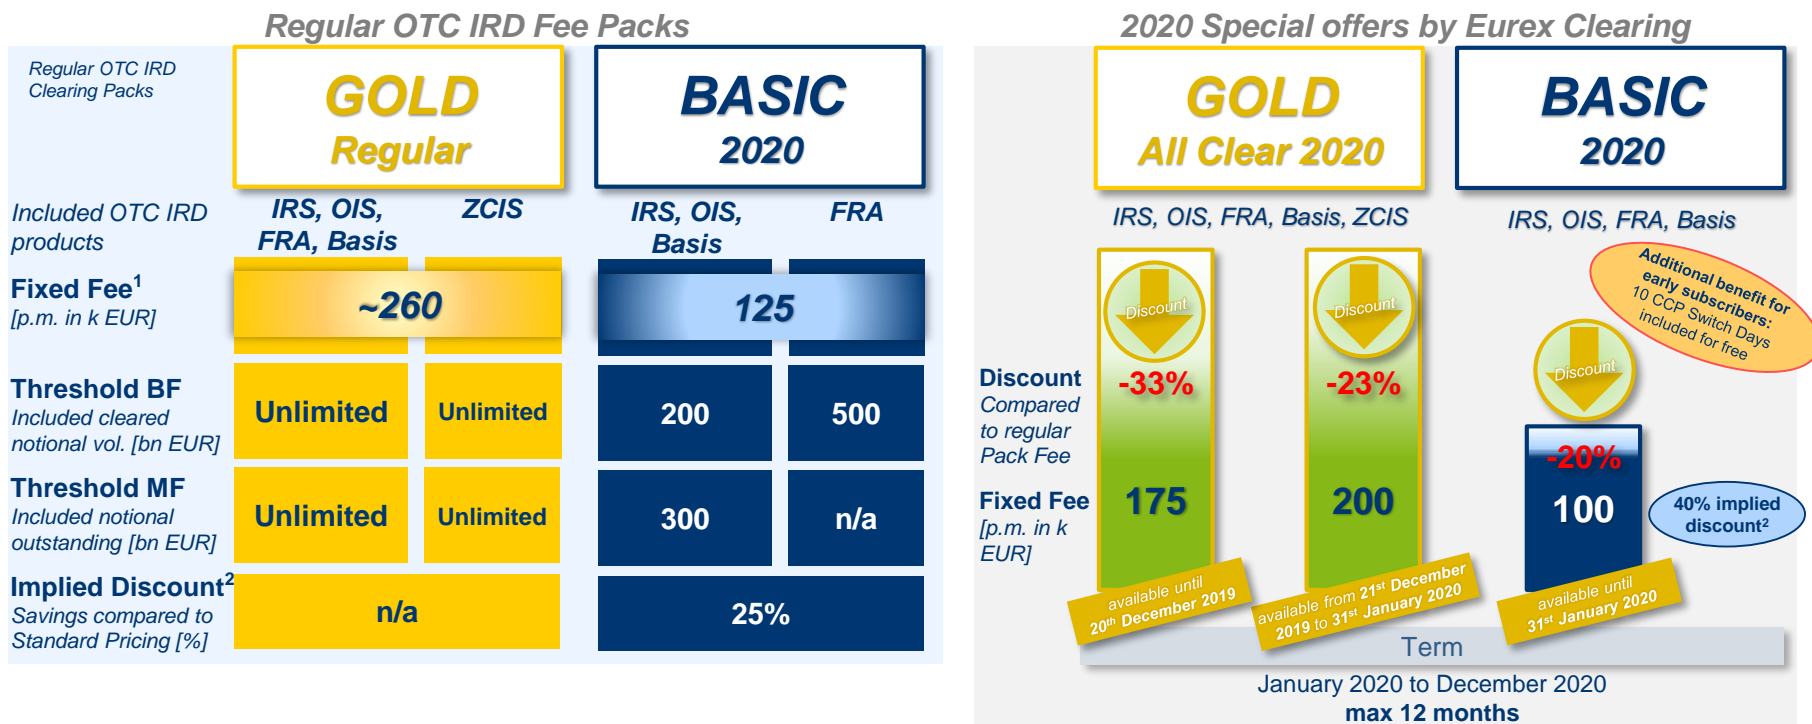 Regular OTC IRD Fee Packs
Regular OTC IRD
Clearing Packs
GOLD
Regular
BASIC
2020
Included OTC IRD
products
IRS, OIS,
FRA, Basis
ZCIS
IRS, OIS,
Basis
FRA
Fixed Fee1
[p.m. in k EUR]
~260
125
Threshold BF
Included cleared
notional vol. [bn EUR]
Unlimited
Unlimited
200
500
Threshold MF
Included notional
outstanding [bn EUR]
Unlimited
Unlimited
300
n/a
Implied Discount2
Savings compared to
Standard Pricing [%]
n/a
25%
2020 Special offers by Eurex Clearing
GOLD
All Clear 2020
BASIC
2020
IRS, OIS, FRA, Basis, ZCIS
IRS, OIS, FRA, Basis
Additional benefit for
early subscribers:
10 CCP Switch Days
included for free
Discount
Discount
Discount
Discount
Compared
to regular
Pack Fee
-33%
-23%
-20%
Fixed Fee
[p.m. in k
EUR]
175
200
100
40% implied
discount2
available until
20th December 2019
available from 21st December
2019 to 31st January 2020
available until
31st January 2020
Term
January 2020 to December 2020
max 12 months